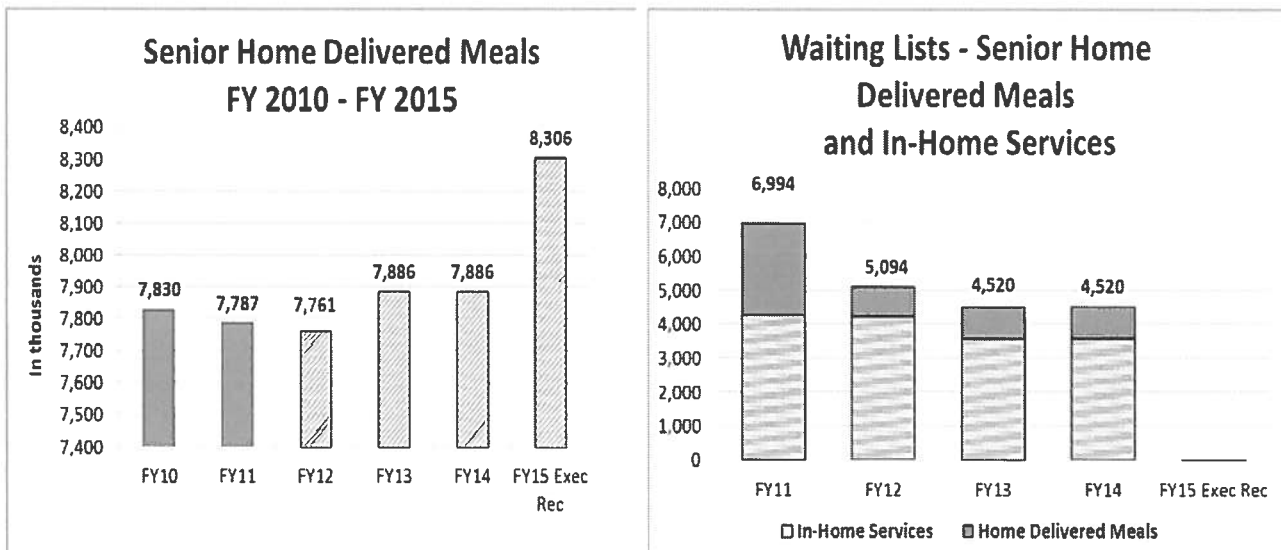 Senior Home Delivered Meals
FY 2010 - FY 2015
In thousands
8,400
8,300
8,200
8,100
8,000
7,900
7,800
7,700
7,600
7,500
7,400
7,830
7,787
7,761
7,886
7,886
8,306
FY10
FY11
FY12
FY13
FY14
FY15 Exec
Rec
Waiting Lists - Senior Home
Delivered Meals
and In-Home Services
8,000
7,000
6,000
5,000
4,000
3,000
2,000
1,000
0
6,994
5,094
4,520
4,520
FY11
FY12
FY13
FY14
FY15 Exec Rec
In-Home Services
Home Delivered Meals